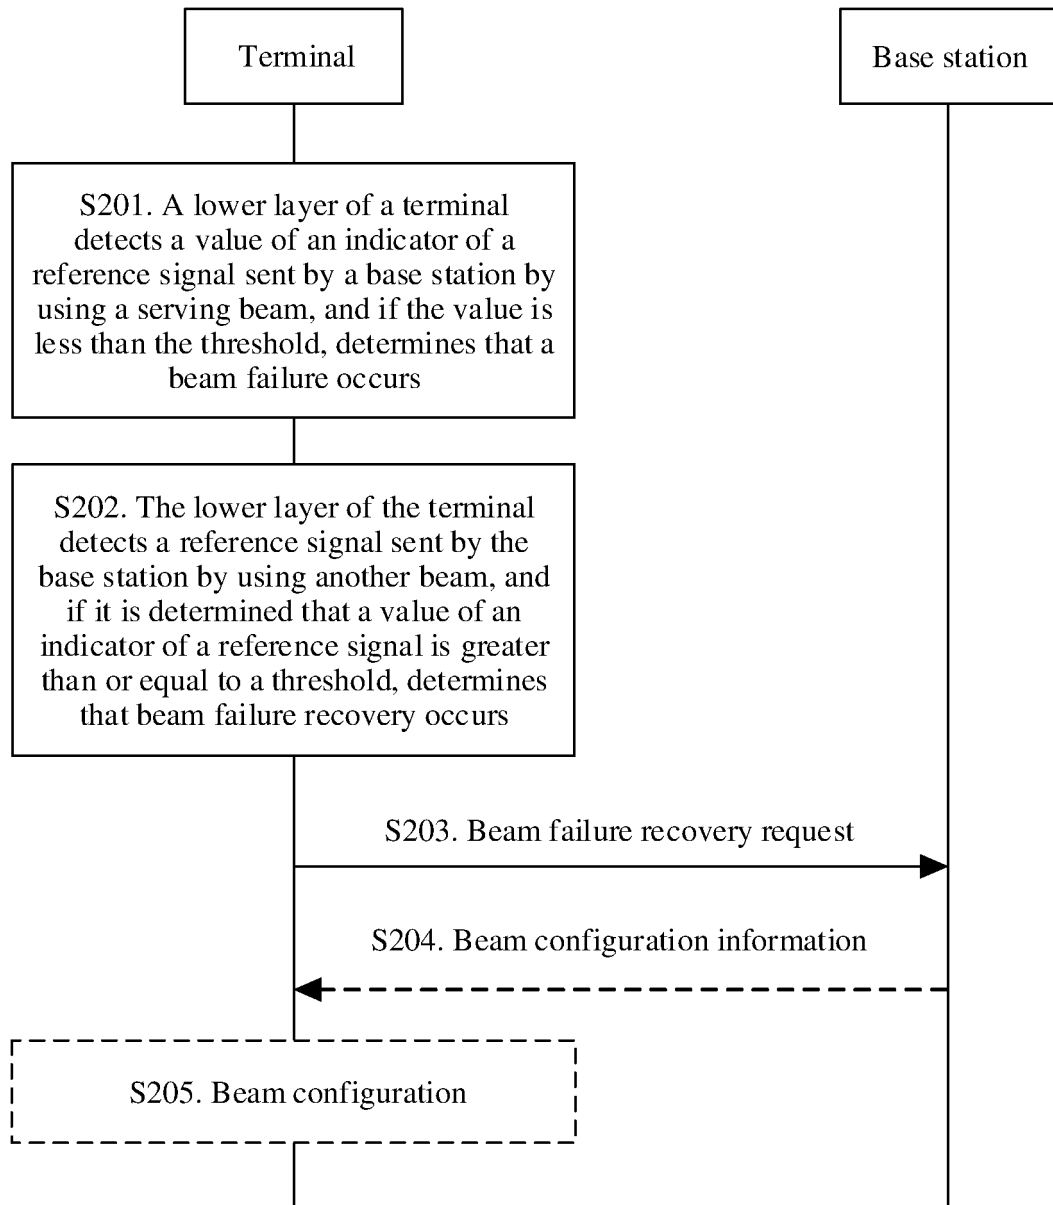 Terminal
Base station
S201. A lower layer of a terminal
detects a value of an indicator of a
reference signal sent by a base station by
using a serving beam, and if the value is
less than the threshold, determines that a
beam failure occurs
S202. The lower layer of the terminal
detects a reference signal sent by the
base station by using another beam, and
if it is determined that a value of an
indicator of a reference signal is greater
than or equal to a threshold, determines
that beam failure recovery occurs
S203. Beam failure recovery request
S204. Beam configuration information
S205. Beam configuration